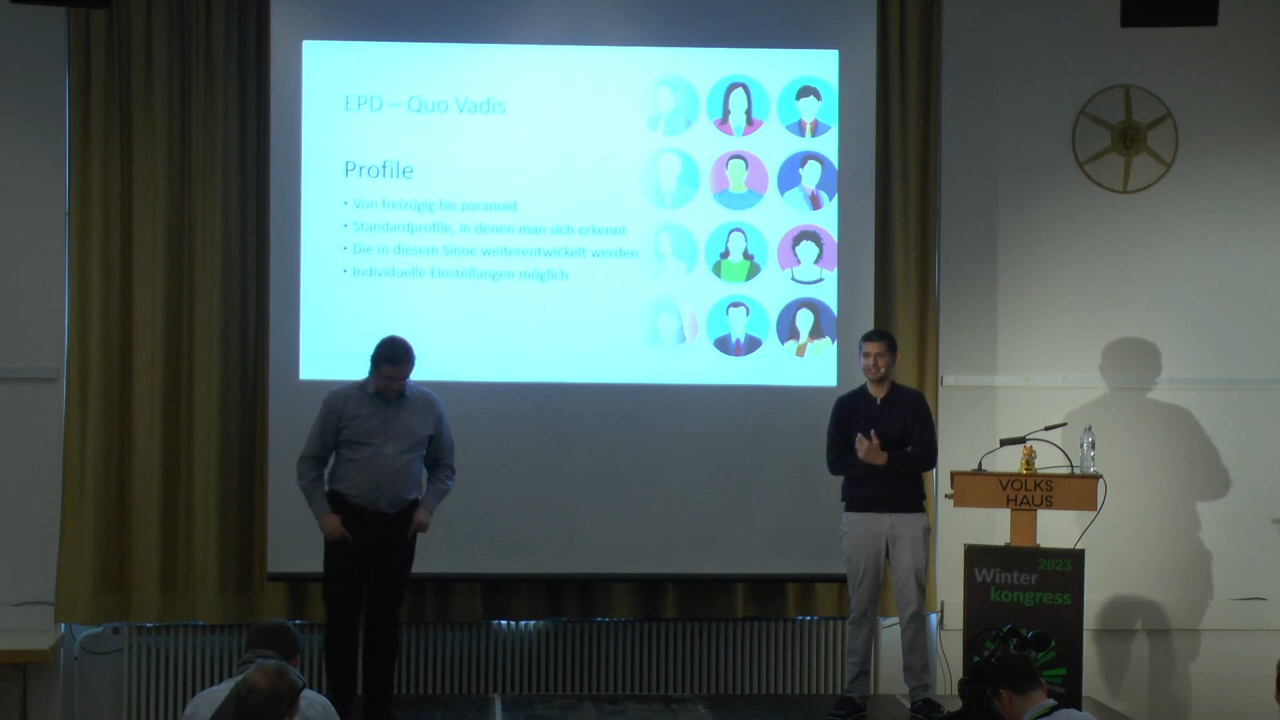 EPD – Quo Vadis
Profile
• Von freizügig bis paranoid
• Standardprofile, in denen man sich erkennt
• Die in diesem Sinne weiterentwickelt werden
• Individuelle Einstellungen möglich
VOLKS
HAUS
2023
Winter
kongress